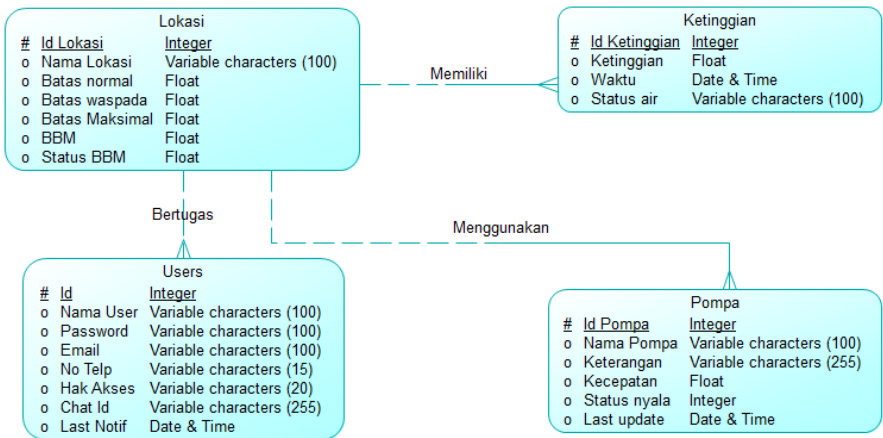 Lokasi
# Id Lokasi Integer
o Nama Lokasi Variable characters (100)
o Batas normal Float
o Batas waspada Float
o Batas Maksimal Float
o BBM Float
o Status BBM Float
Memiliki
Ketinggian
# Id Ketinggian Integer
o Ketinggian Float
o Waktu Date & Time
o Status air Variable characters (100)
Bertugas
Menggunakan
Users
# Id Integer
o Nama User Variable characters (100)
o Password Variable characters (100)
o Email Variable characters (100)
o No Telp Variable characters (15)
o Hak Akses Variable characters (20)
o Chat Id Variable characters (255)
o Last Notif Date & Time
Pompa
# Id Pompa Integer
o Nama Pompa Variable characters (100)
o Keterangan Variable characters (255)
o Kecepatan Float
o Status nyala Integer
o Last update Date & Time